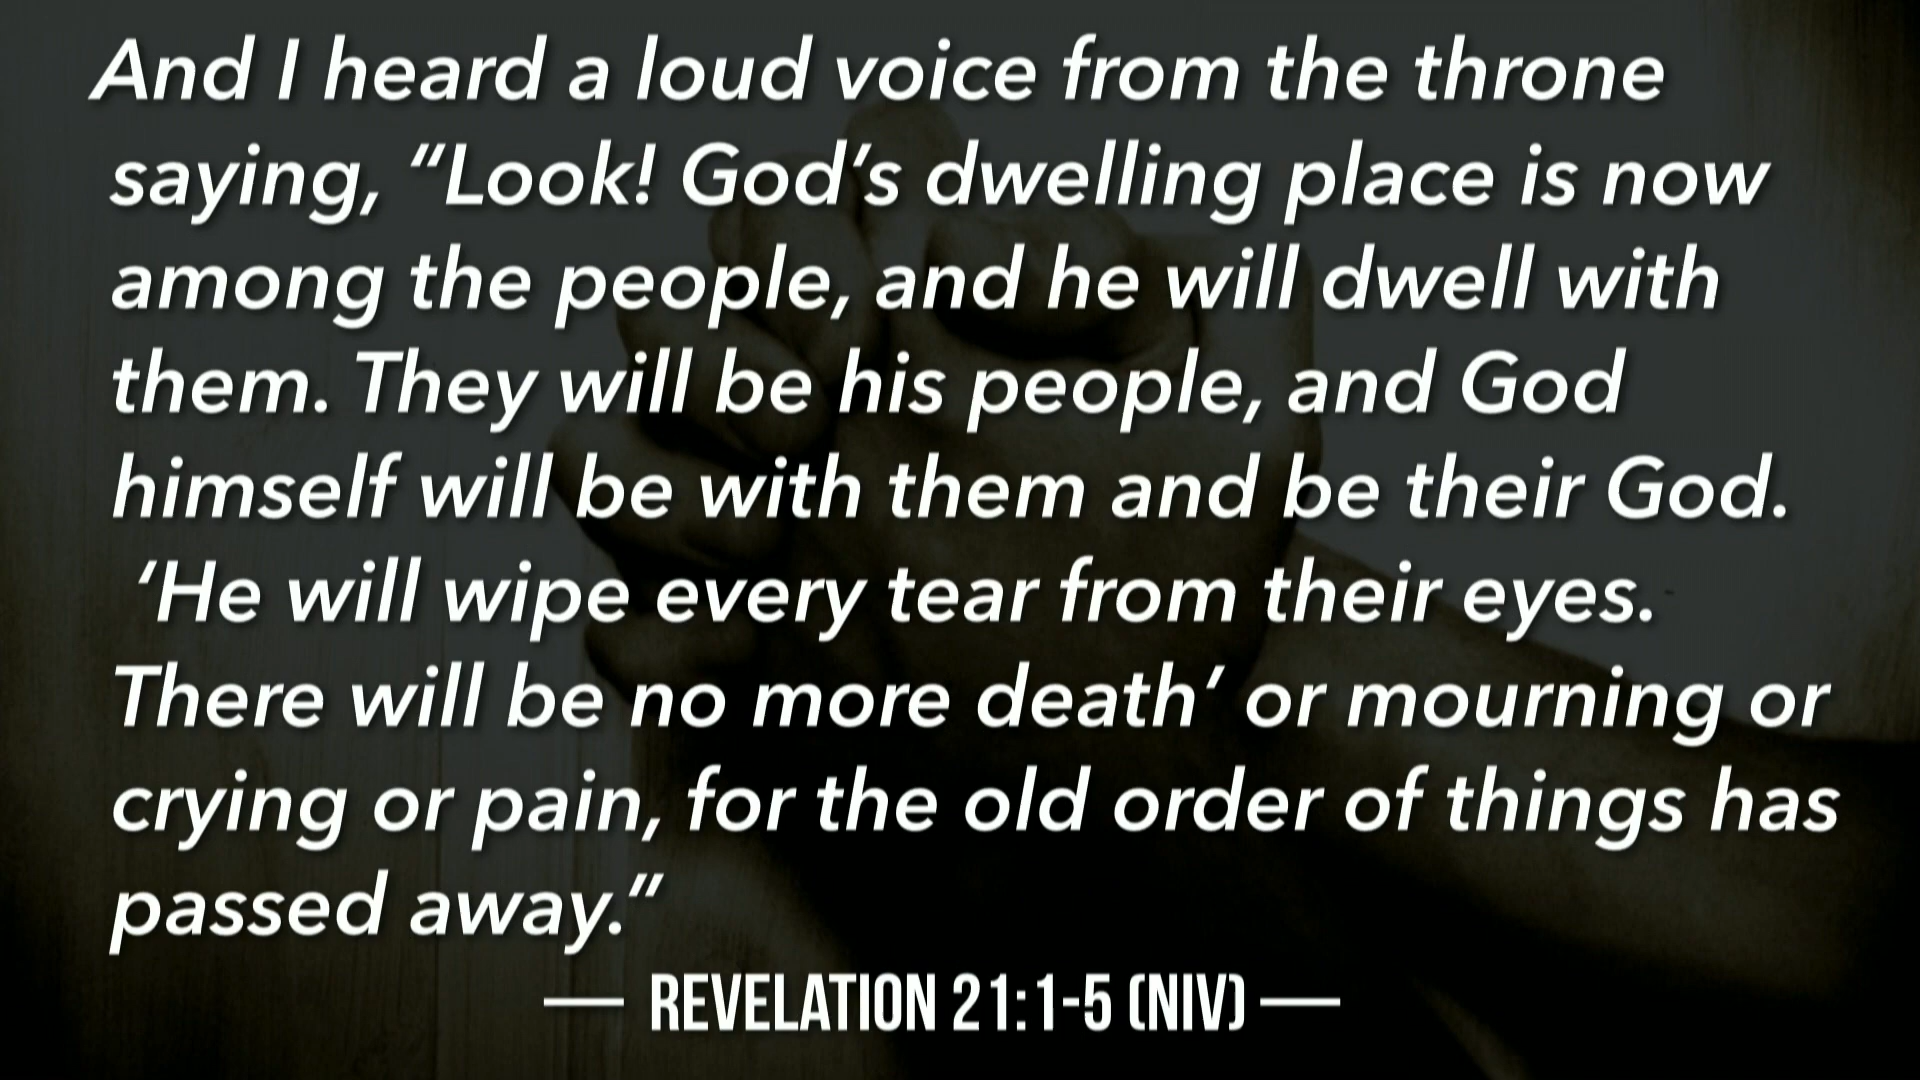 And I heard a loud voice from the throne
saying, “Look! God’s dwelling place is now
among the people, and he will dwell with
them. They will be his people, and God
himself will be with them and be their God.
‘He will wipe every tear from their eyes.
There will be no more death’ or mourning or
crying or pain, for the old order of things has
passed away.”
— REVELATION 21:1-5 (NIV) —